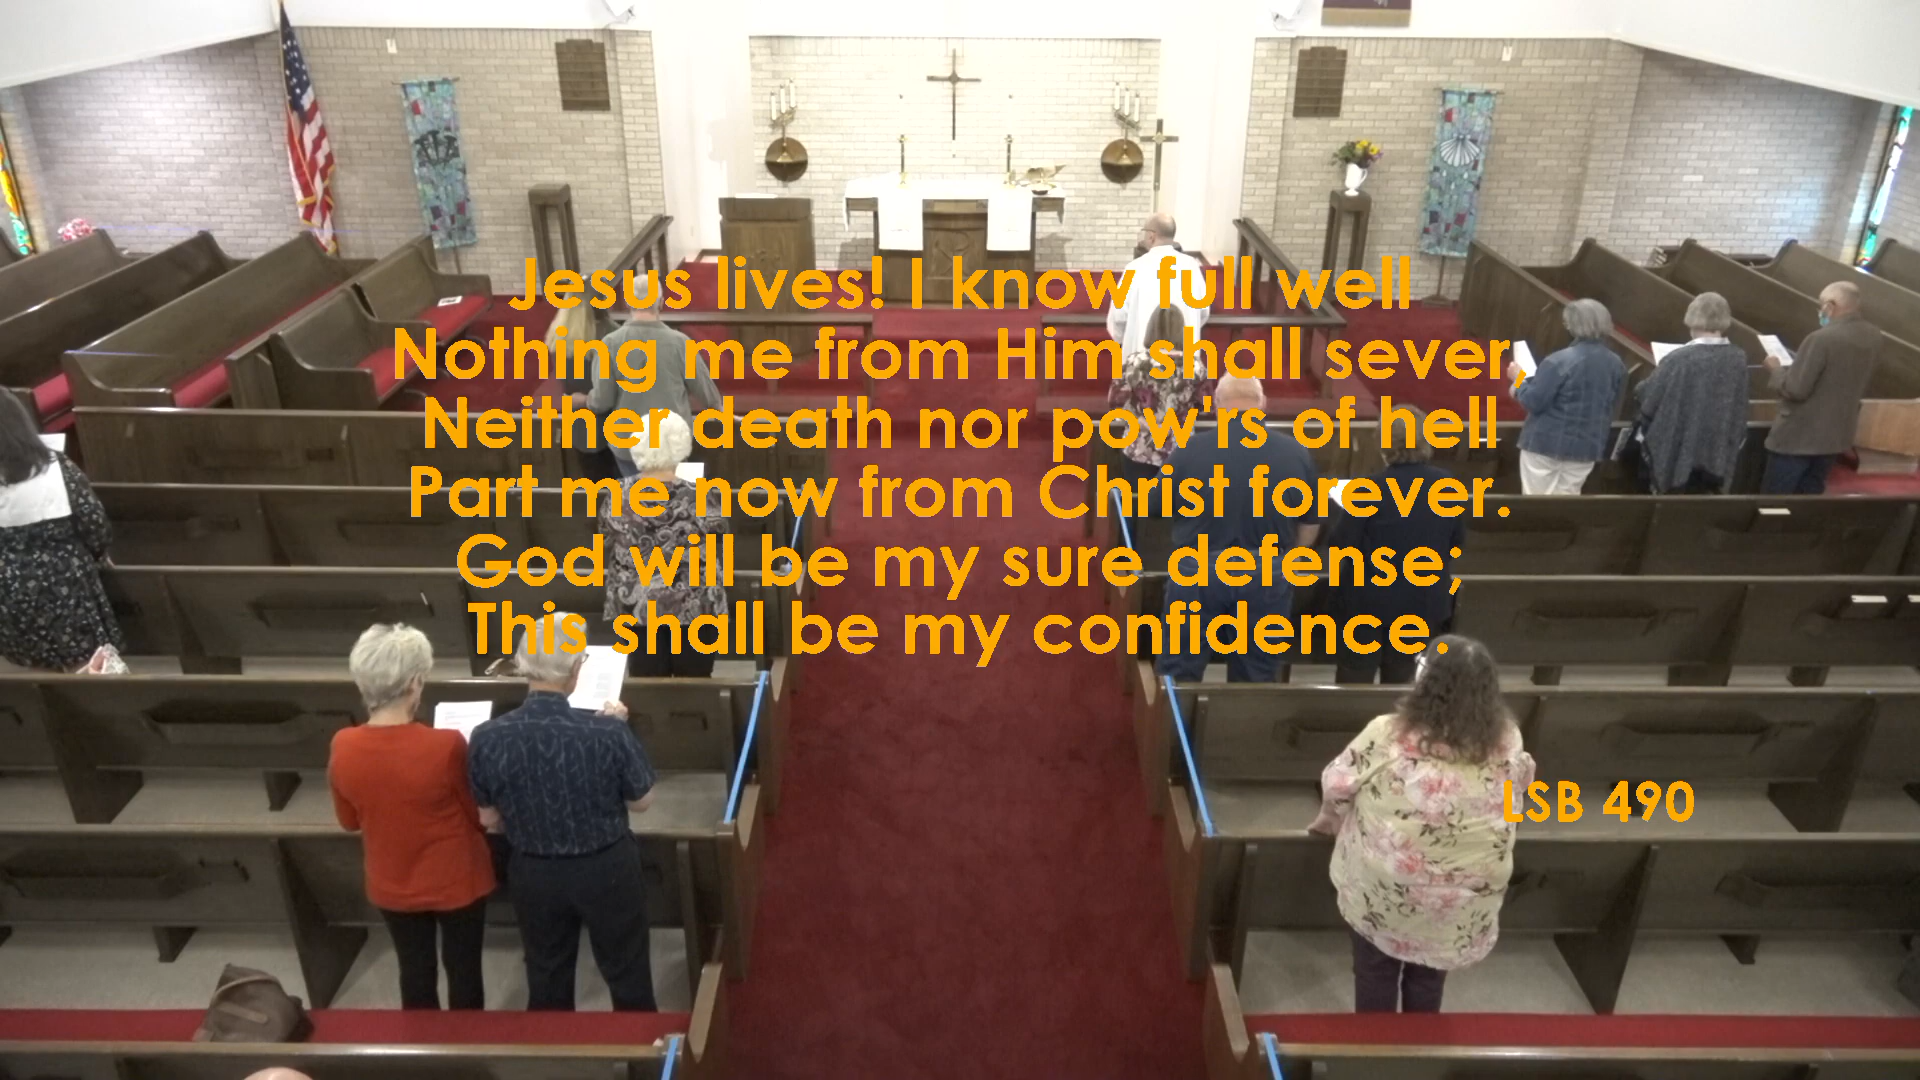 Jesus lives! I know full well
Nothing me from Him shall sever,
Neither death nor pow'rs of hell
Part me now from Christ forever.
God will be my sure defense;
This shall be my confidence.
LSB 490